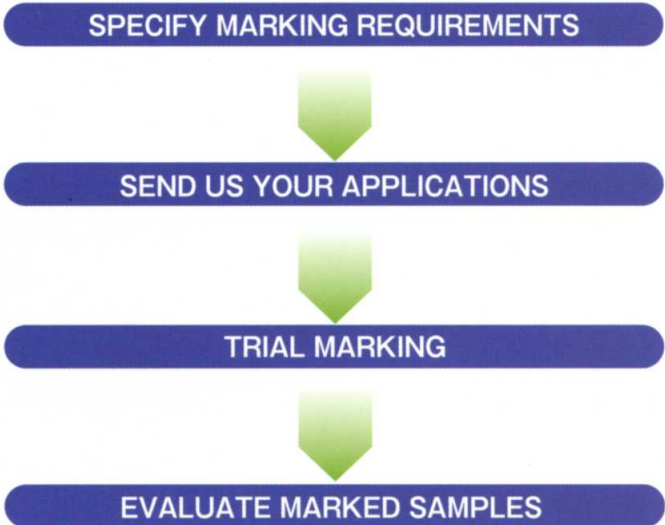 SPECIFY MARKING REQUIREMENTS
SEND US YOUR APPLICATIONS
TRIAL MARKING
EVALUATE MARKED SAMPLES